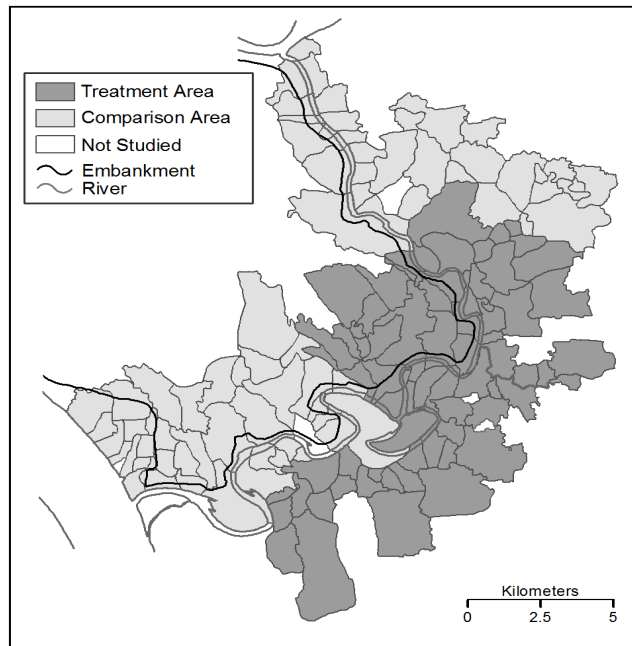 Treatment Area
Comparison Area
Not Studied
Embankment
River
Kilometers
0 2.5 5